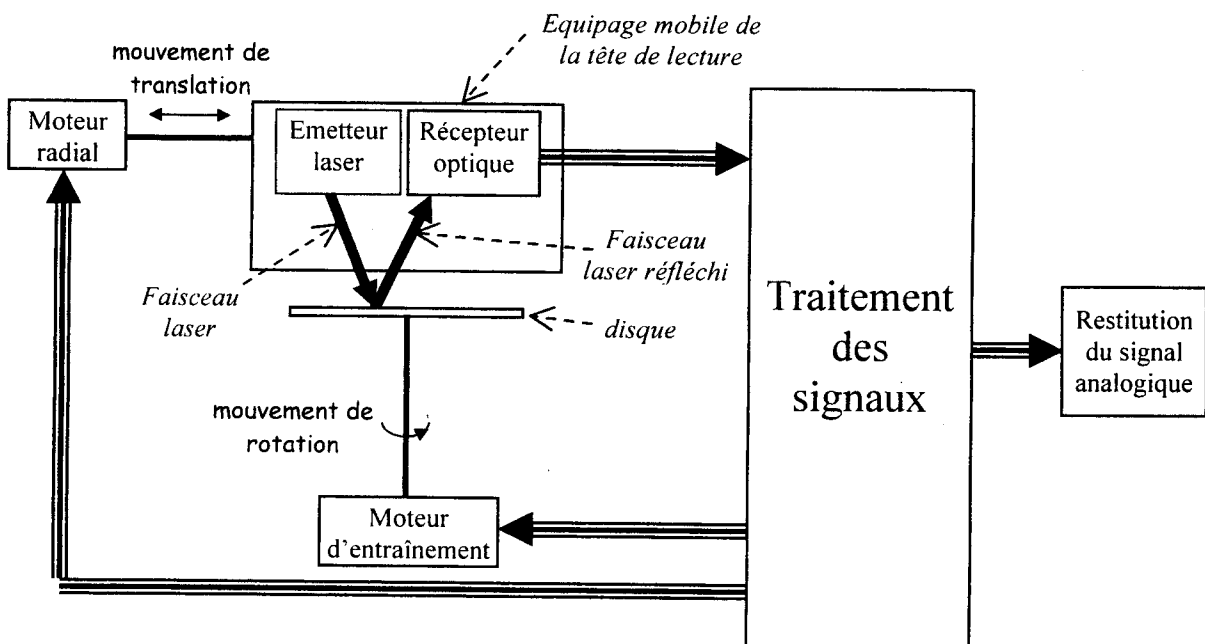 Equipage mobile de
la tête de lecture
mouvement de
translation
Moteur
radial
Emetteur
laser
Récepteur
optique
Faisceau
laser réfléchi
Faisceau
laser
disque
Traitement
des
signaux
Restitution
du signal
analogique
mouvement de
rotation
Moteur
d'entraînement